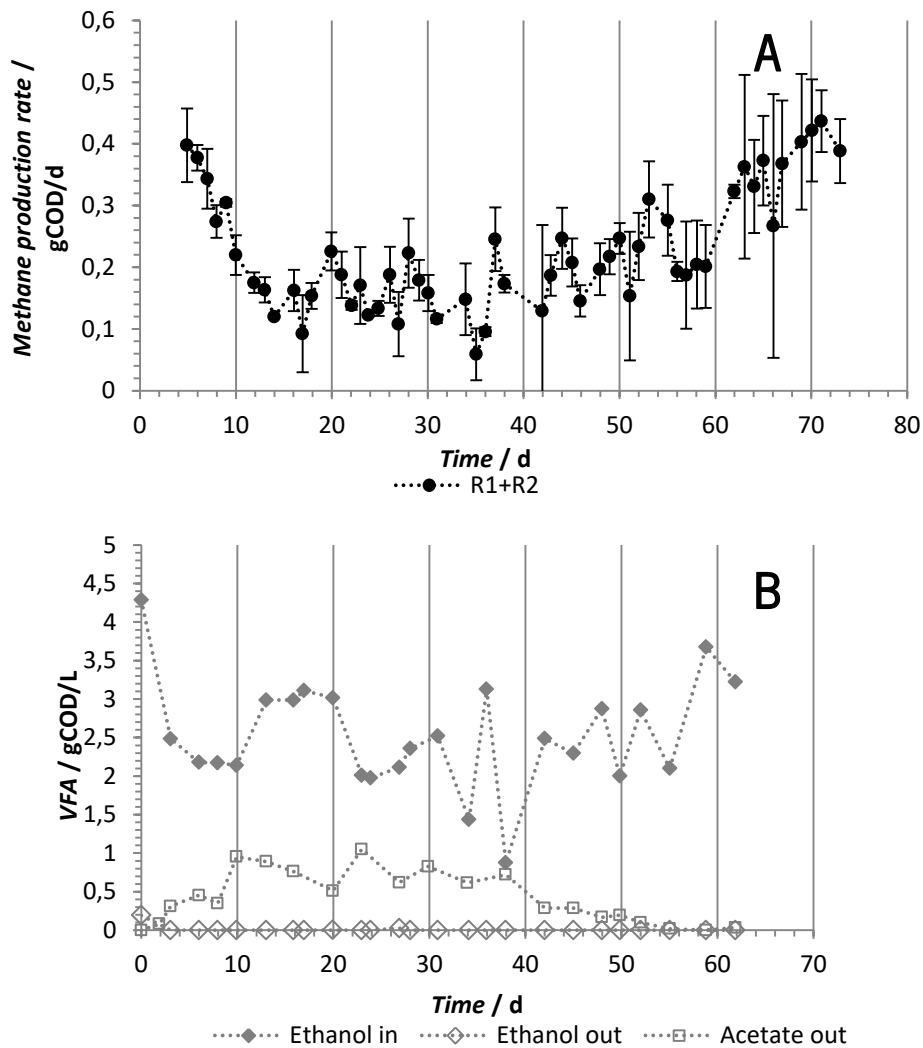 A
Methane production rate /
gCOD/d
0,6
0,5
0,4
0,3
0,2
0,1
0
0 10 20 30 40 50 60 70 80
Time / d
R1+R2
B
VFA / gCOD/L
5
4,5
4
3,5
3
2,5
2
1,5
1
0,5
0
0 10 20 30 40 50 60 70
Time / d
Ethanol in Ethanol out Acetate out